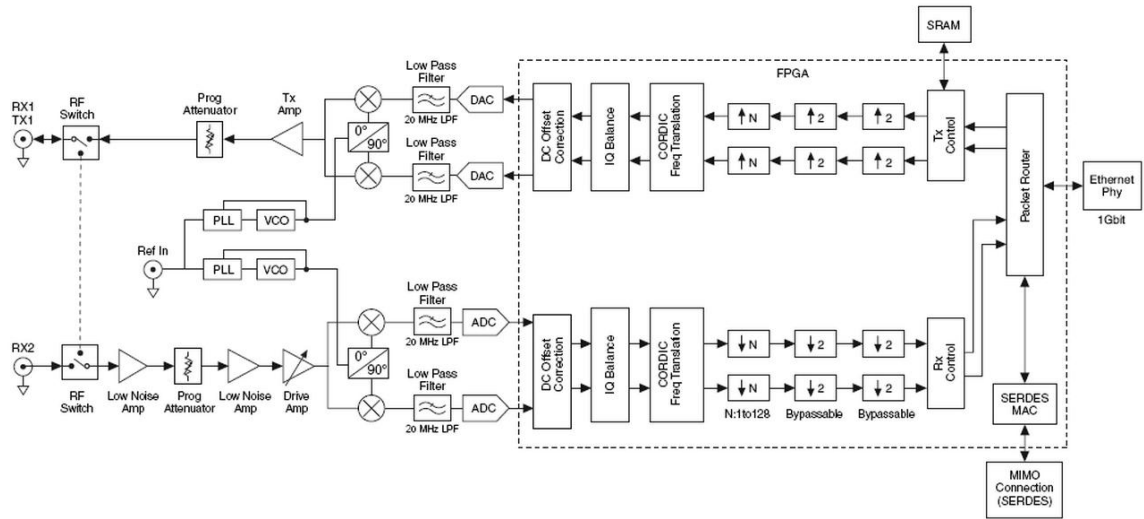 SRAM
FPGA
RX1
TX1
RF
Switch
Prog
Attenuator
Tx
Amp
Low Pass
Filter
20 MHz LPF
DAC
0°
90°
Low Pass
Filter
20 MHz LPF
DAC
DC Offset
Correction
IQ Balance
CORDIC
Freq Translation
↑ N
↑ 2
↑ 2
↑ N
↑ 2
↑ 2
Tx
Control
Packet Router
Ethernet
Phy
1Gbit
PLL
VCO
Ref In
PLL
VCO
RX2
RF
Switch
Low Noise
Amp
Prog
Attenuator
Low Noise
Amp
Drive
Amp
0°
90°
Low Pass
Filter
20 MHz LPF
ADC
Low Pass
Filter
20 MHz LPF
ADC
DC Offset
Correction
IQ Balance
CORDIC
Freq Translation
↓ N
↓ 2
↓ 2
↓ N
↓ 2
↓ 2
N:1to128
Bypassable
Bypassable
Rx
Control
SERDES
MAC
MIMO
Connection
(SERDES)